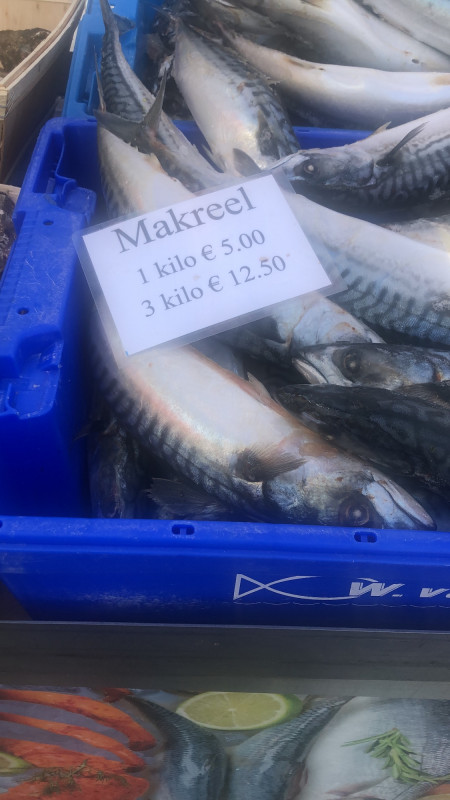 Makreel
1 kilo € 5.00
3 kilo € 12.50
W. v.